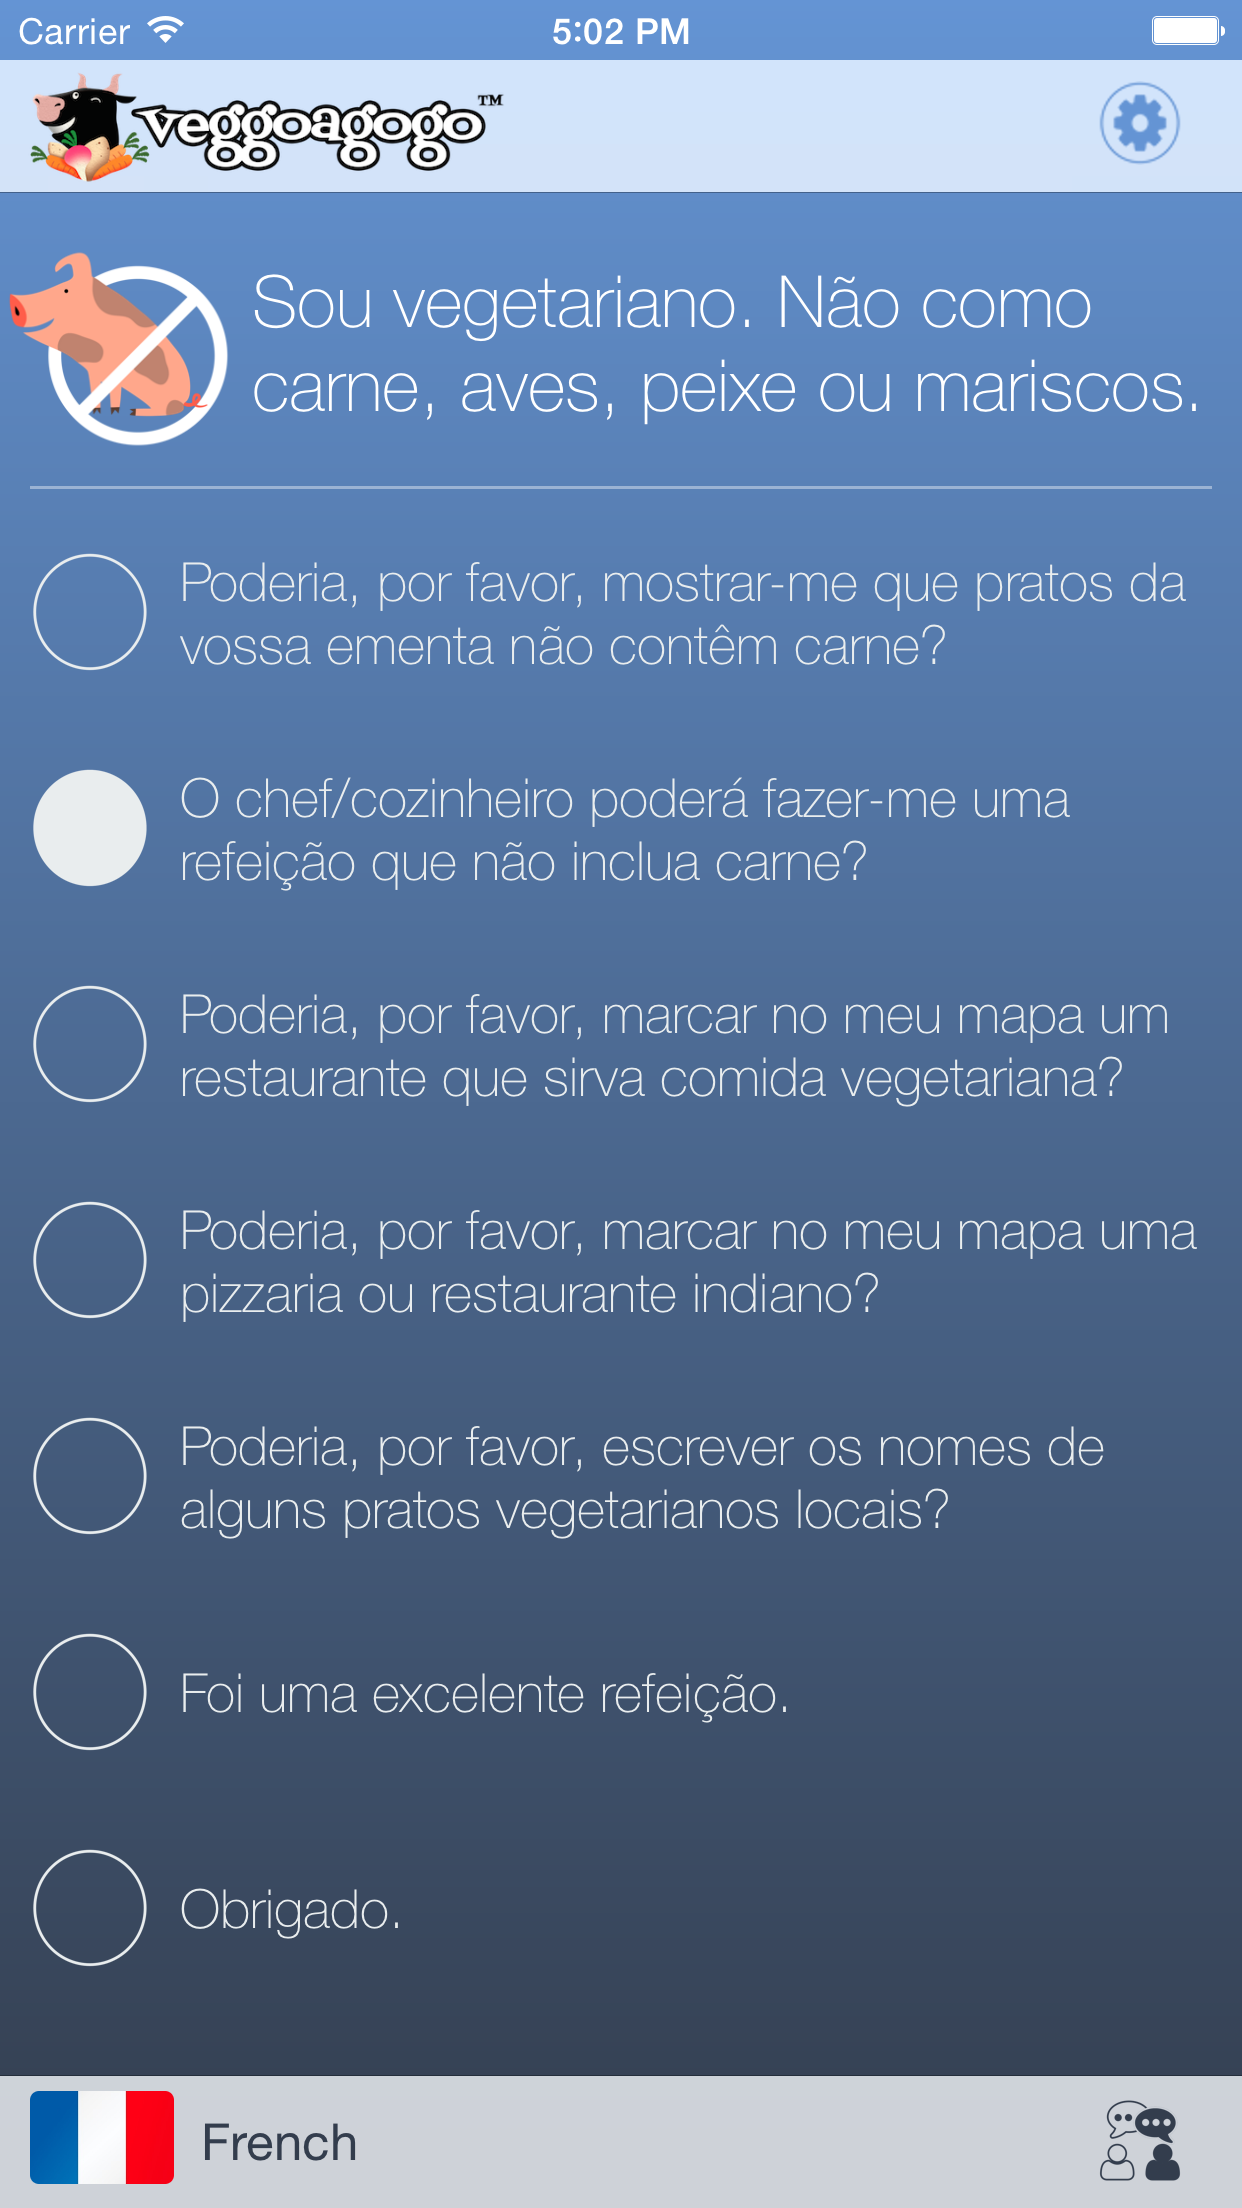 Carrier 5:02 PM
veggoagogo™
Sou vegetariano. Não como
carne, aves, peixe ou mariscos.
Poderia, por favor, mostrar-me que pratos da
vossa ementa não contêm carne?
O chef/cozinheiro poderá fazer-me uma
refeição que não inclua carne?
Poderia, por favor, marcar no meu mapa um
restaurante que sirva comida vegetariana?
Poderia, por favor, marcar no meu mapa uma
pizzaria ou restaurante indiano?
Poderia, por favor, escrever os nomes de
alguns pratos vegetarianos locais?
Foi uma excelente refeição.
Obrigado.
French